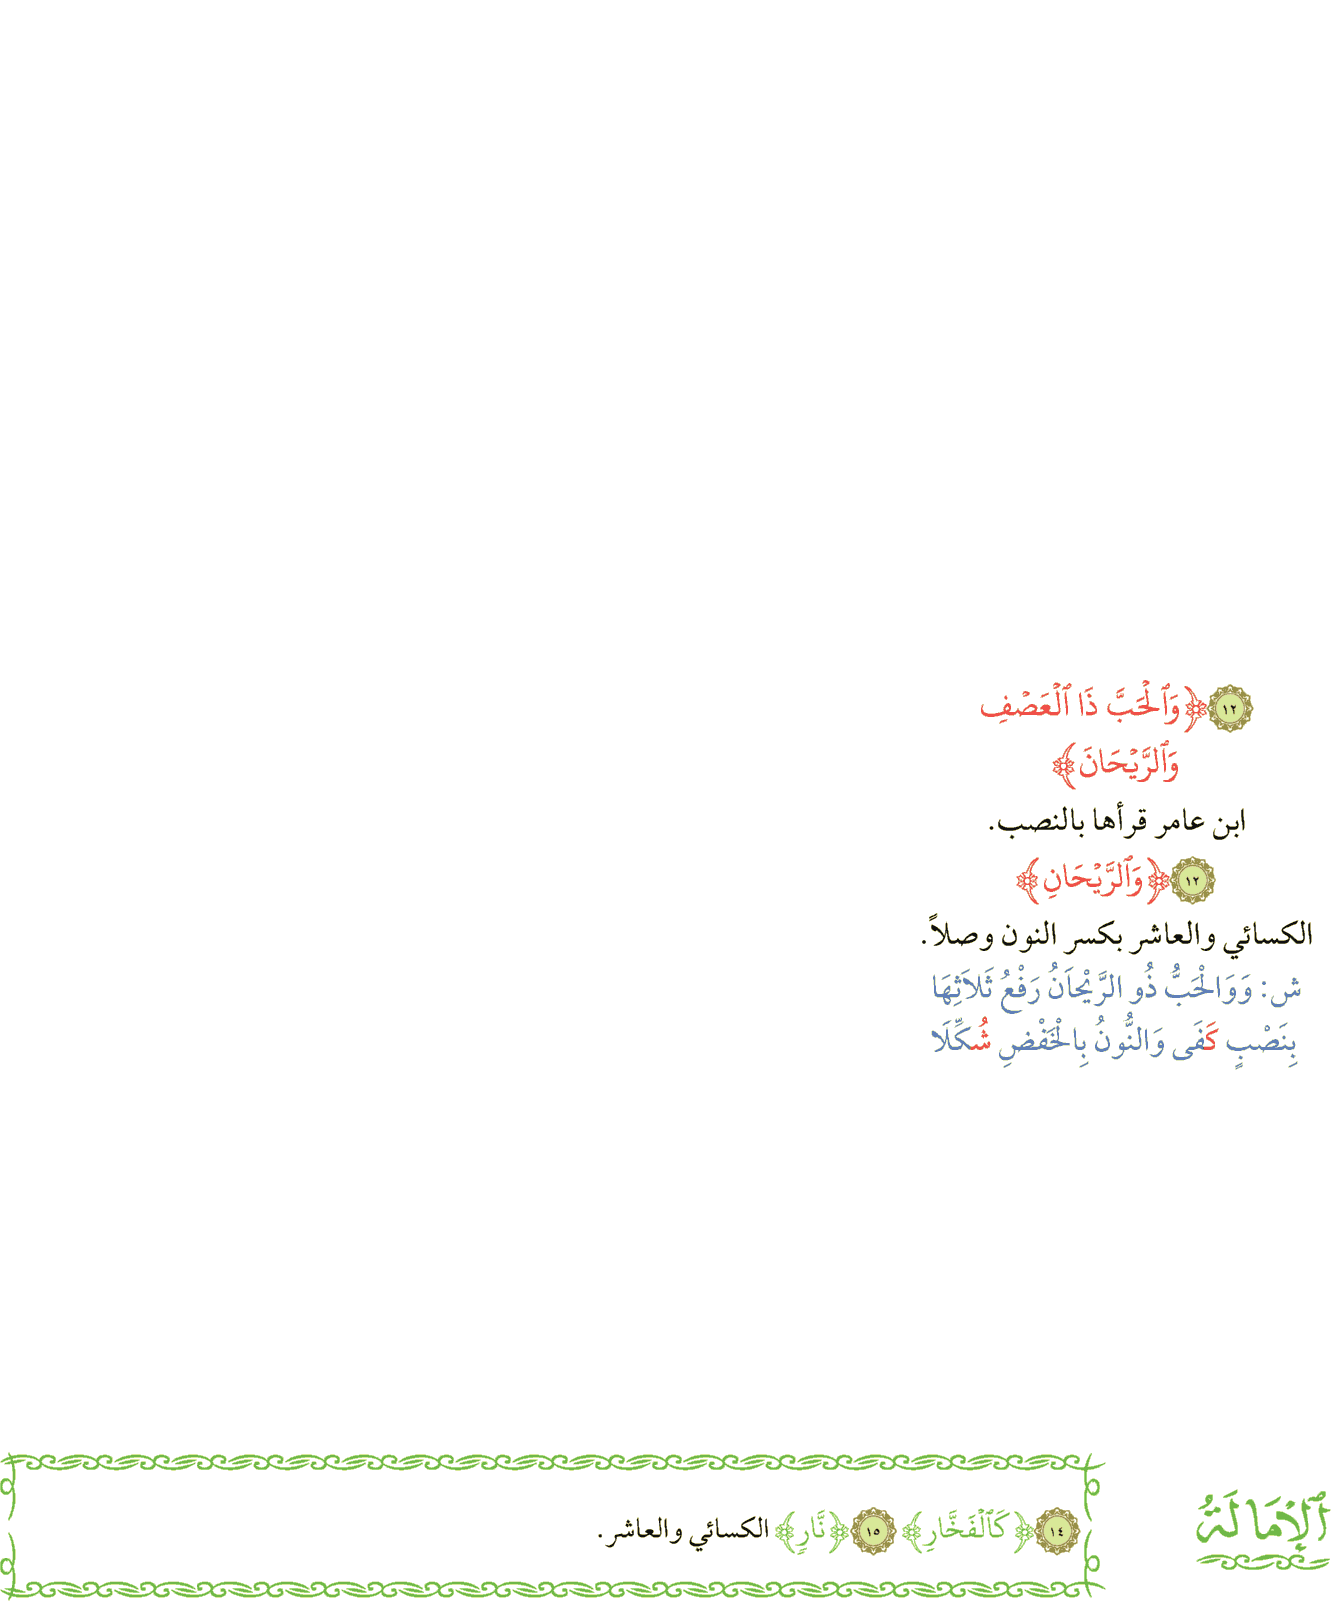 ١٢ ﴿وَٱلْحَبَّ ذَا ٱلْعَصْفِ
وَٱلرَّيْحَانَ﴾
ابن عامر قرأها بالنصب.
١٢ ﴿وَٱلرَّيْحَانِ﴾
الكسائي والعاشر بكسر النون وصلاً.
ش: وَوَالْحَبُّ ذُو الرَّيْحاَنُ رَفْعُ ثَلاَثِهَا
بِنَصْبٍ كَفَى وَالنُّونُ بِالْخَفْضِ شُكِّلَا
ٱلْإِمَالَةُ
١٤ ﴿كَٱلْفَخَّارِ﴾ ١٥ ﴿نَّارٍ﴾ الكسائي والعاشر.